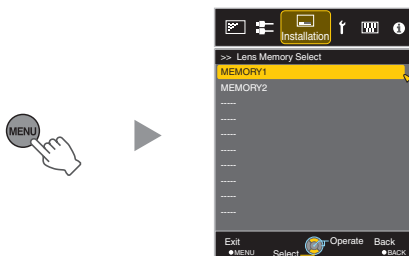 MENU
Installation
>> Lens Memory Select
MEMORY1
MEMORY2
-----
-----
-----
-----
-----
-----
-----
-----
Exit
Operate
Back
●MENU
Select
●BACK